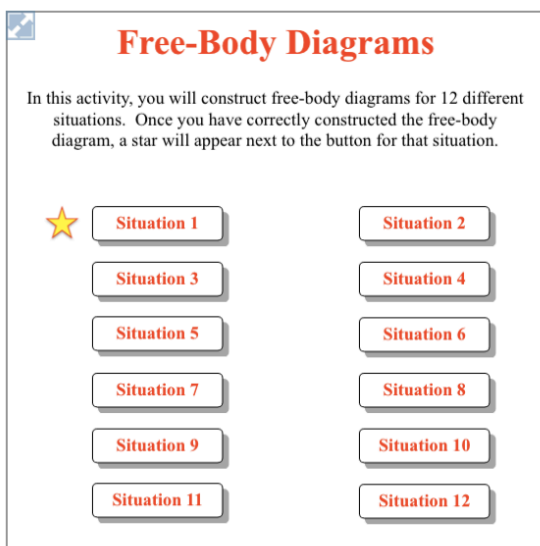 Free-Body Diagrams
In this activity, you will construct free-body diagrams for 12 different
situations.  Once you have correctly constructed the free-body
diagram, a star will appear next to the button for that situation.
Situation 1
Situation 2
Situation 3
Situation 4
Situation 5
Situation 6
Situation 7
Situation 8
Situation 9
Situation 10
Situation 11
Situation 12